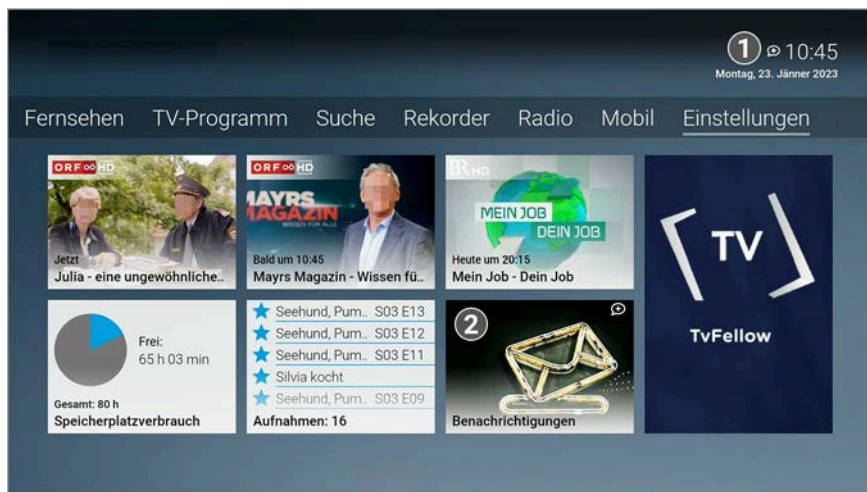 1 10:45
Montag, 23. Jänner 2023
Fernsehen TV-Programm Suche Rekorder Radio Mobil Einstellungen
ORF oö HD
Jetzt
Julia - eine ungewöhnliche..
ORF oö HD
MAYRS
MAGAZIN
WISSEN FÜR ALLE
Bald um 10:45
Mayrs Magazin - Wissen fü..
BR HD
MEIN JOB
DEIN JOB
Heute um 20:15
Mein Job - Dein Job
TV
TvFellow
Frei:
65 h 03 min
Gesamt: 80 h
Speicherplatzverbrauch
Seehund, Pum.. S03 E13
Seehund, Pum.. S03 E12
Seehund, Pum.. S03 E11
Silvia kocht
Seehund, Pum.. S03 E09
Aufnahmen: 16
2
Benachrichtigungen